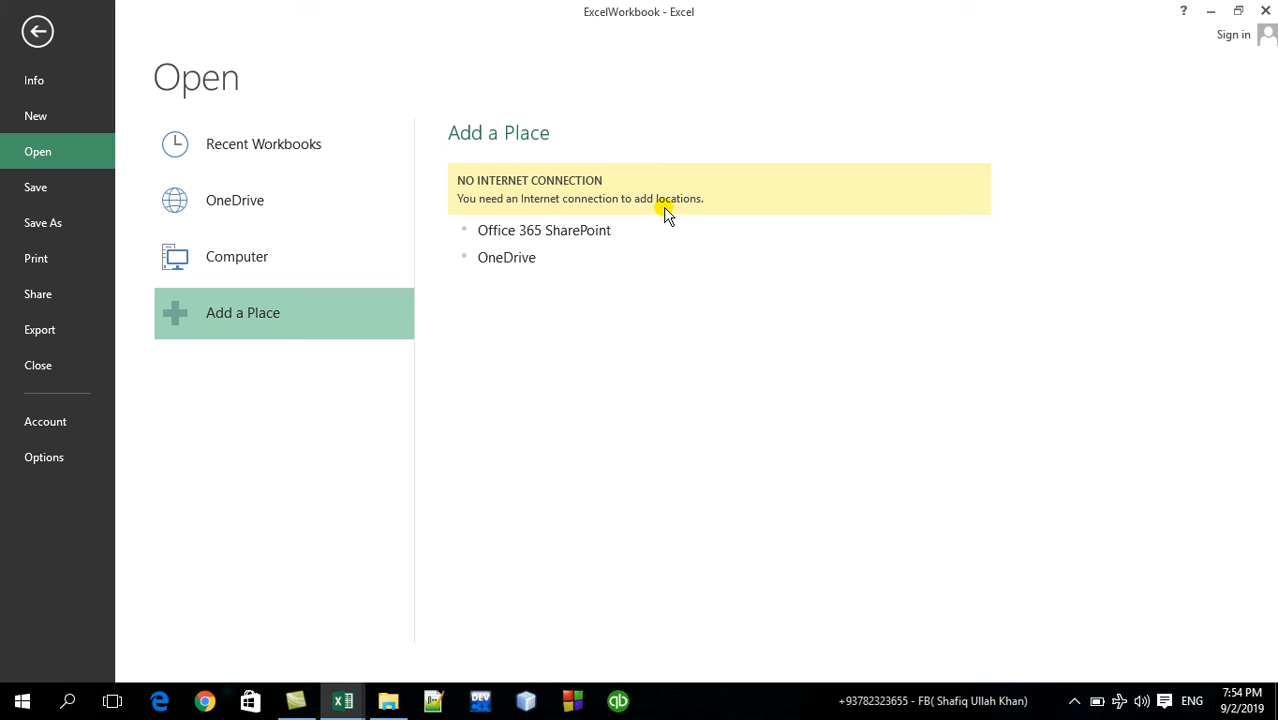 ExcelWorkbook - Excel
?
Sign in
Info
New
Open
Save
Save As
Print
Share
Export
Close
Account
Options
Open
Recent Workbooks
OneDrive
Computer
Add a Place
Add a Place
NO INTERNET CONNECTION
You need an Internet connection to add locations.
Office 365 SharePoint
OneDrive
DEV
qb
+93782323655 - FB( Shafiq Ullah Khan)
ENG
7:54 PM
9/2/2019